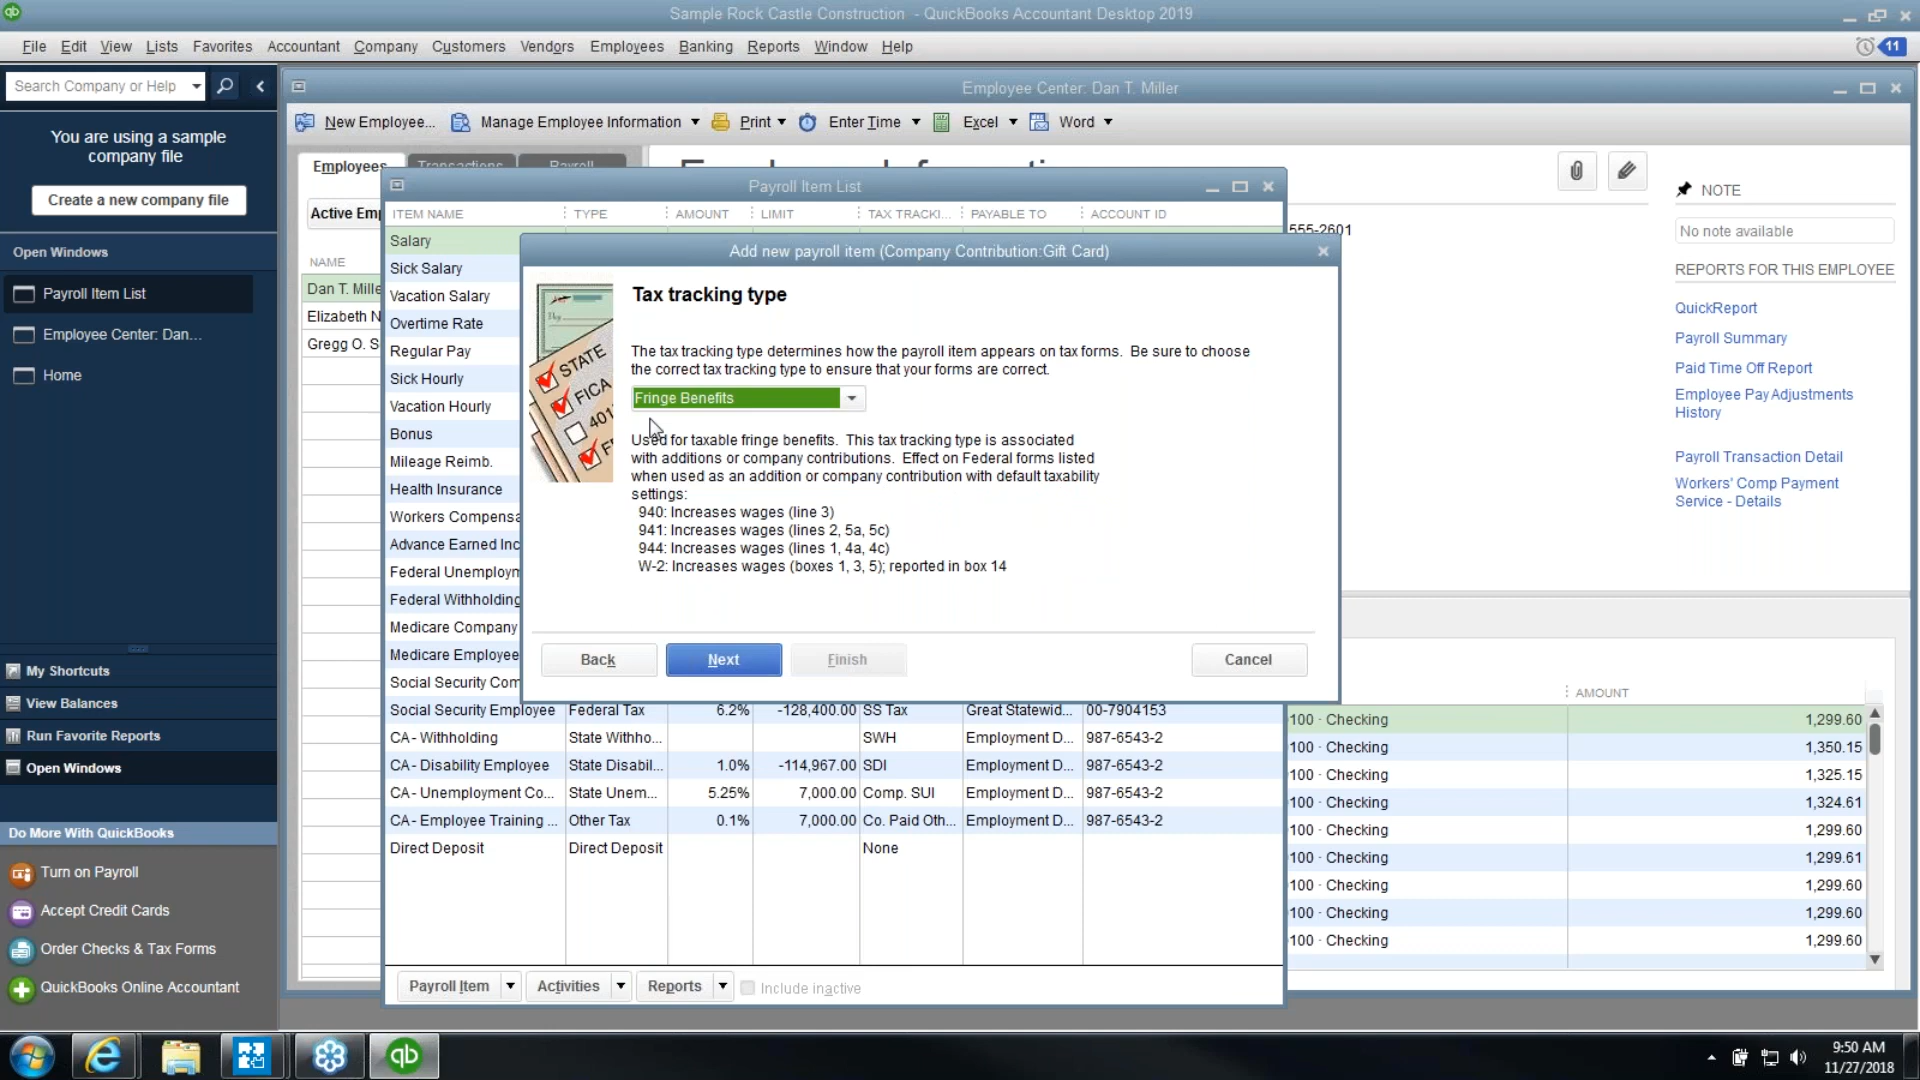 Sample Rock Castle Construction - QuickBooks Accountant Desktop 2019
File Edit View Lists Favorites Accountant Company Customers Vendors Employees Banking Reports Window Help
11
Search Company or Help
You are using a sample
company file
Create a new company file
Open Windows
Payroll Item List
Employee Center: Dan...
Home
My Shortcuts
View Balances
Run Favorite Reports
Open Windows
Do More With QuickBooks
Turn on Payroll
Accept Credit Cards
Order Checks & Tax Forms
QuickBooks Online Accountant
Employee Center: Dan T. Miller
New Employee... Manage Employee Information Print Enter Time Excel Word
Employees Transactions Payroll
Active Em
NAME
Dan T. Mille
Elizabeth N
Gregg O. S
555-2601
NOTE
No note available
REPORTS FOR THIS EMPLOYEE
QuickReport
Payroll Summary
Paid Time Off Report
Employee Pay Adjustments
History
Payroll Transaction Detail
Workers' Comp Payment
Service - Details
Payroll Item List
ITEM NAME TYPE AMOUNT LIMIT TAX TRACKI... PAYABLE TO ACCOUNT ID
Salary
Sick Salary
Vacation Salary
Overtime Rate
Regular Pay
Sick Hourly
Vacation Hourly
Bonus
Mileage Reimb.
Health Insurance
Workers Compensa
Advance Earned Inc
Federal Unemploym
Federal Withholding
Medicare Company
Medicare Employee
Social Security Com
Social Security Employee Federal Tax 6.2% -128,400.00 SS Tax Great Statewid... 00-7904153
CA - Withholding State Withho... SWH Employment D... 987-6543-2
CA - Disability Employee State Disabil... 1.0% -114,967.00 SDI Employment D... 987-6543-2
CA - Unemployment Co... State Unem... 5.25% 7,000.00 Comp. SUI Employment D... 987-6543-2
CA - Employee Training ... Other Tax 0.1% 7,000.00 Co. Paid Oth... Employment D... 987-6543-2
Direct Deposit Direct Deposit None
Payroll Item Activities Reports Include inactive
Add new payroll item (Company Contribution:Gift Card)
STATE
FICA
401
Tax tracking type
The tax tracking type determines how the payroll item appears on tax forms. Be sure to choose
the correct tax tracking type to ensure that your forms are correct.
Fringe Benefits
Used for taxable fringe benefits. This tax tracking type is associated
with additions or company contributions. Effect on Federal forms listed
when used as an addition or company contribution with default taxability
settings:
940: Increases wages (line 3)
941: Increases wages (lines 2, 5a, 5c)
944: Increases wages (lines 1, 4a, 4c)
W-2: Increases wages (boxes 1, 3, 5); reported in box 14
Back Next Finish Cancel
AMOUNT
100 · Checking 1,299.60
100 · Checking 1,350.15
100 · Checking 1,325.15
100 · Checking 1,324.61
100 · Checking 1,299.60
100 · Checking 1,299.61
100 · Checking 1,299.60
100 · Checking 1,299.60
100 · Checking 1,299.60
qb
9:50 AM
11/27/2018